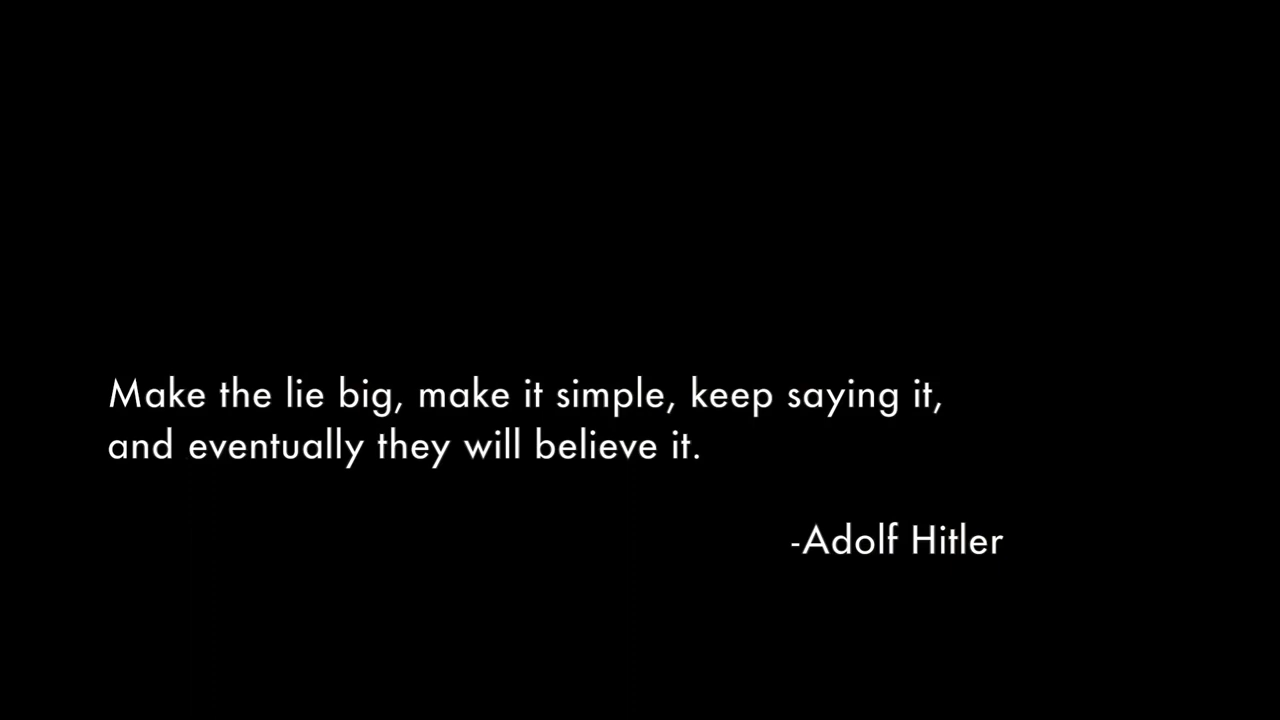 Make the lie big, make it simple, keep saying it,
and eventually they will believe it.
-Adolf Hitler